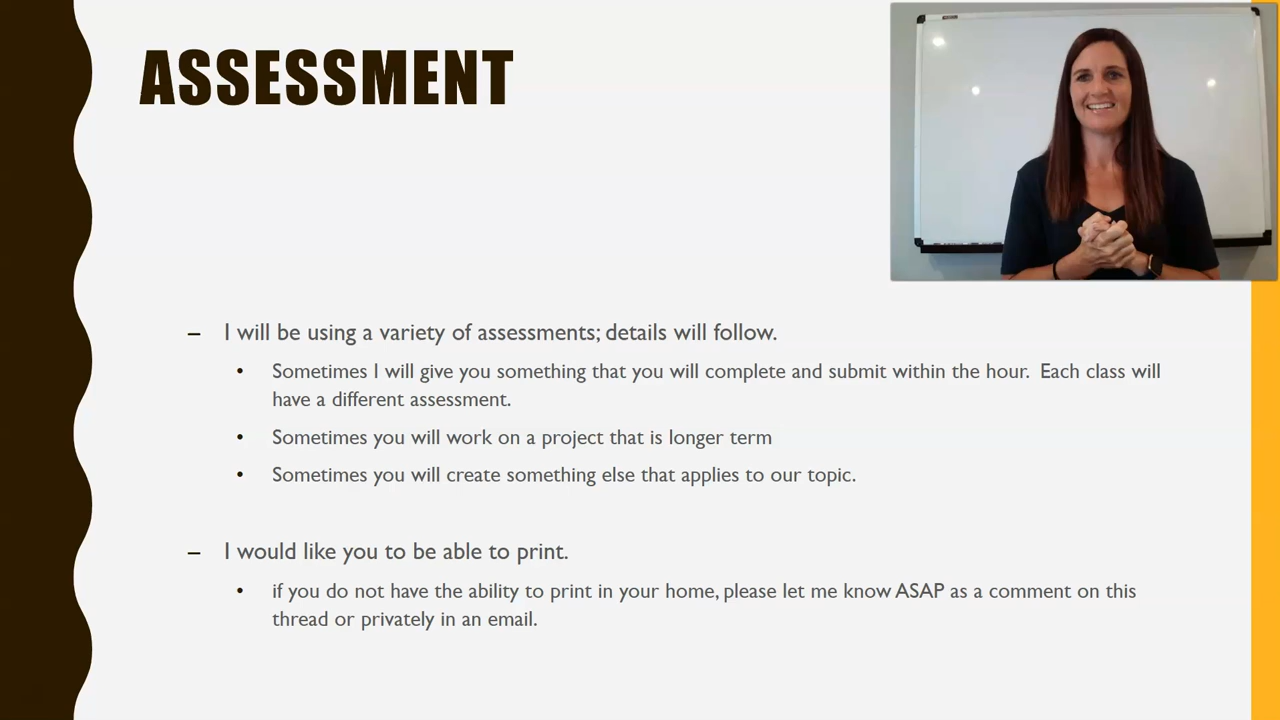 ASSESSMENT
– I will be using a variety of assessments; details will follow.
• Sometimes I will give you something that you will complete and submit within the hour.  Each class will
have a different assessment.
• Sometimes you will work on a project that is longer term
• Sometimes you will create something else that applies to our topic.
– I would like you to be able to print.
• if you do not have the ability to print in your home, please let me know ASAP as a comment on this
thread or privately in an email.